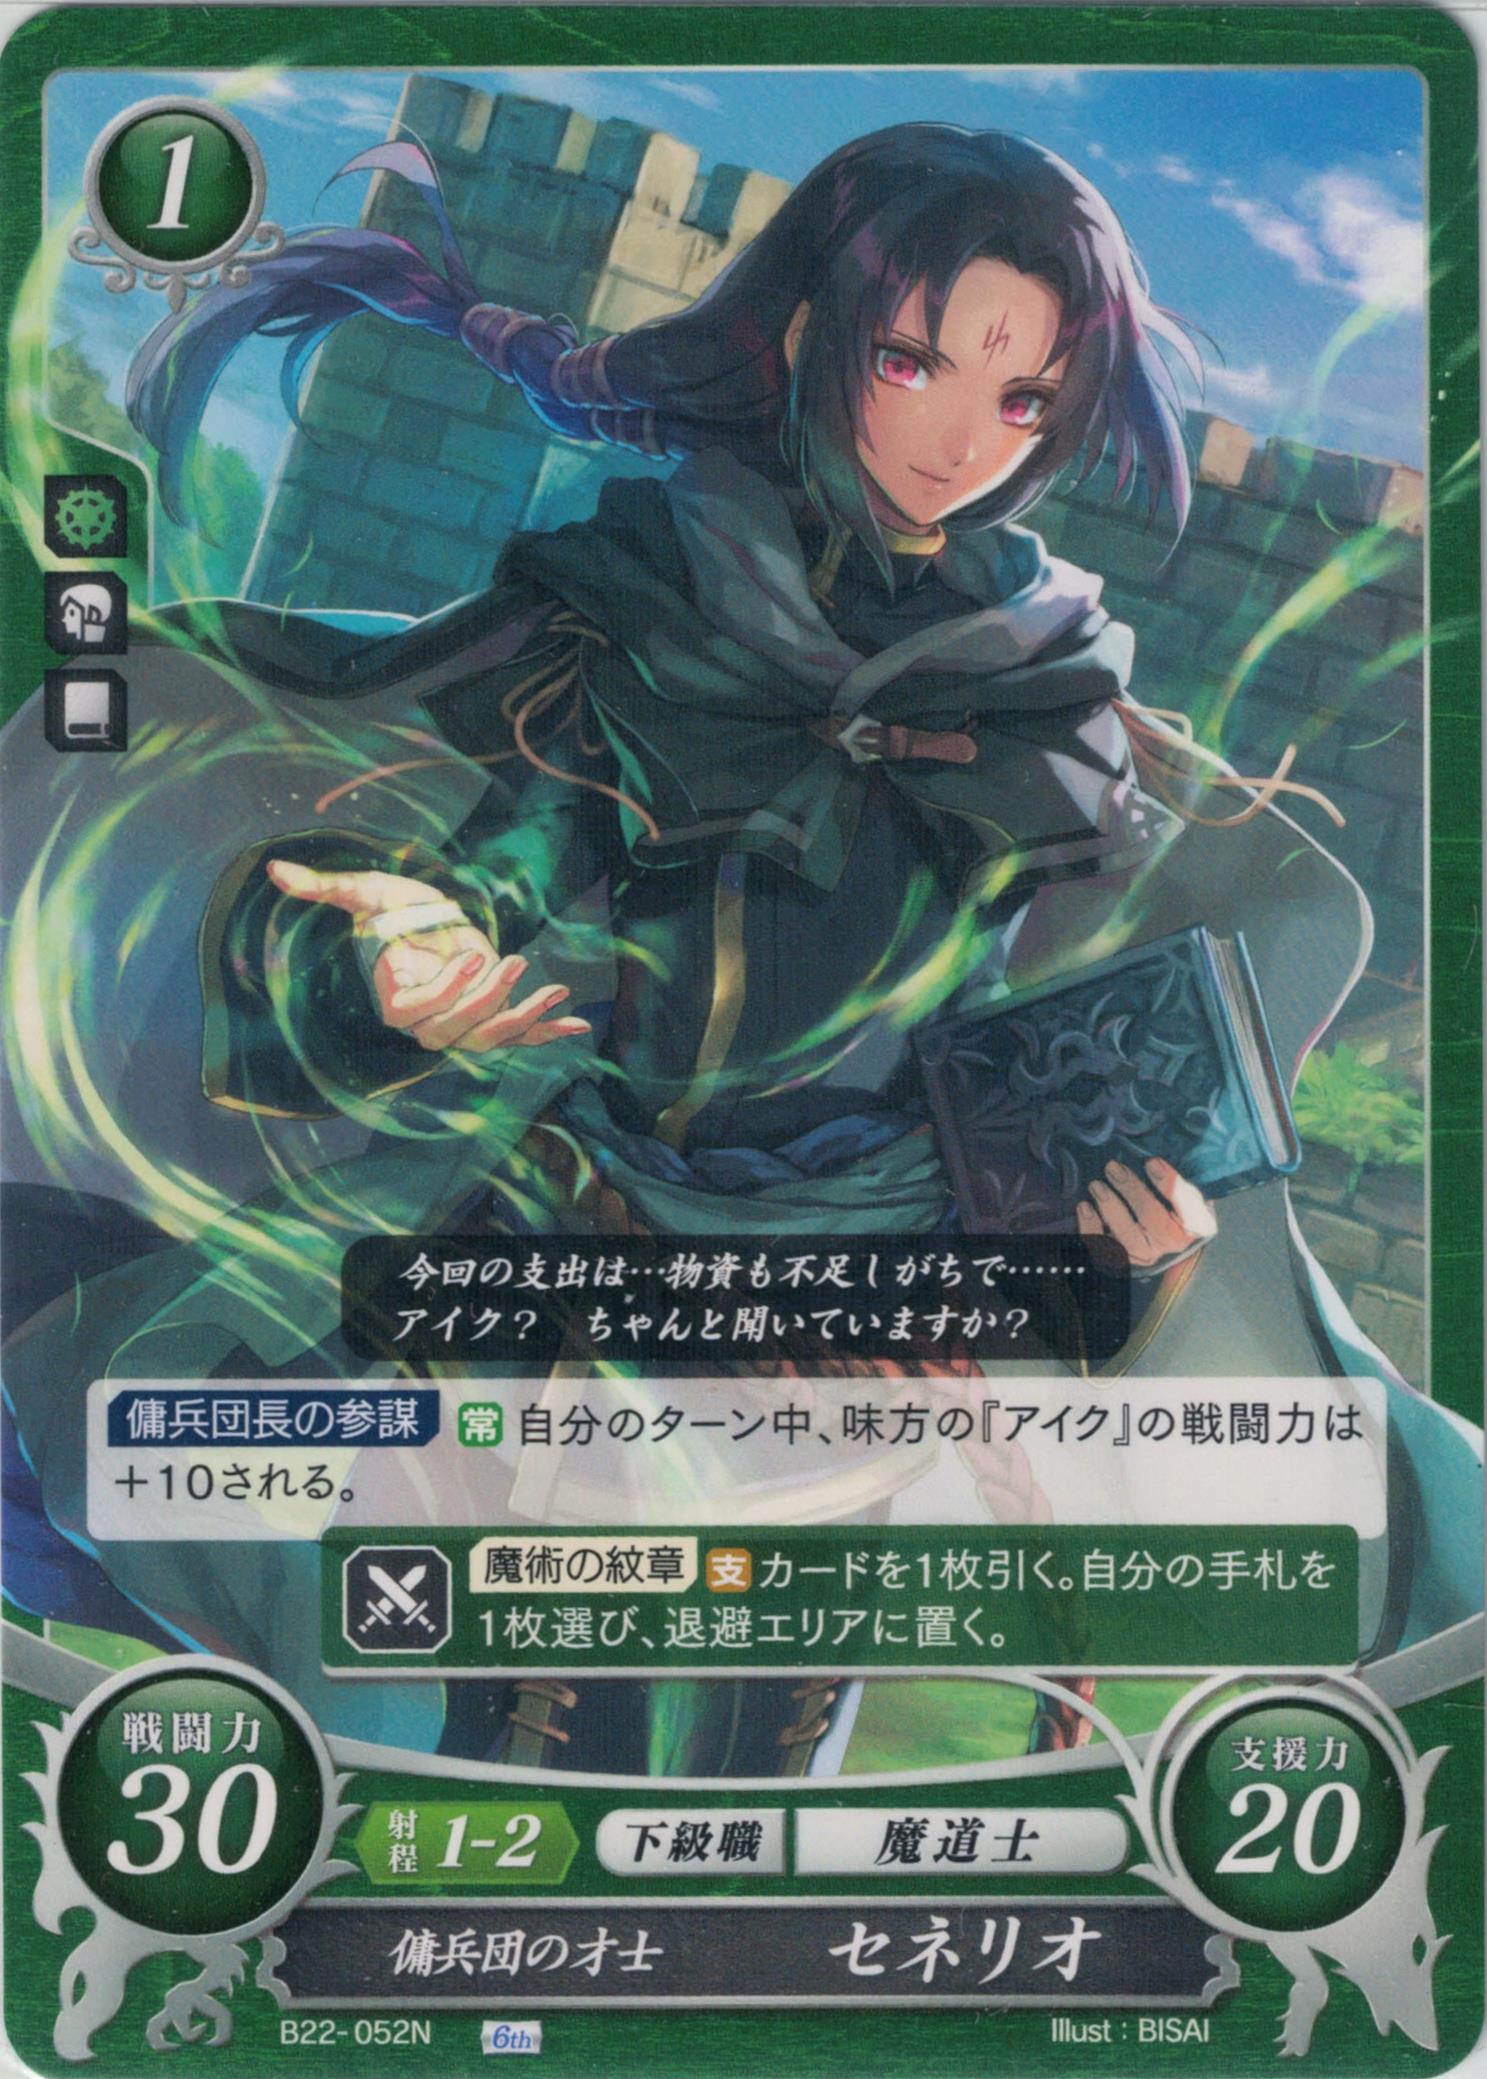 1
今回の支出は…物資も不足しがちで……
アイク？　ちゃんと聞いていますか？
傭兵団長の参謀 常 自分のターン中、味方の『アイク』の戦闘力は
＋10される。
魔術の紋章 支 カードを1枚引く。自分の手札を
1枚選び、退避エリアに置く。
戦闘力
30
射程 1-2
下級職 魔道士
支援力
20
傭兵団の才士 セネリオ
B22-052N 6th Illust : BISAI